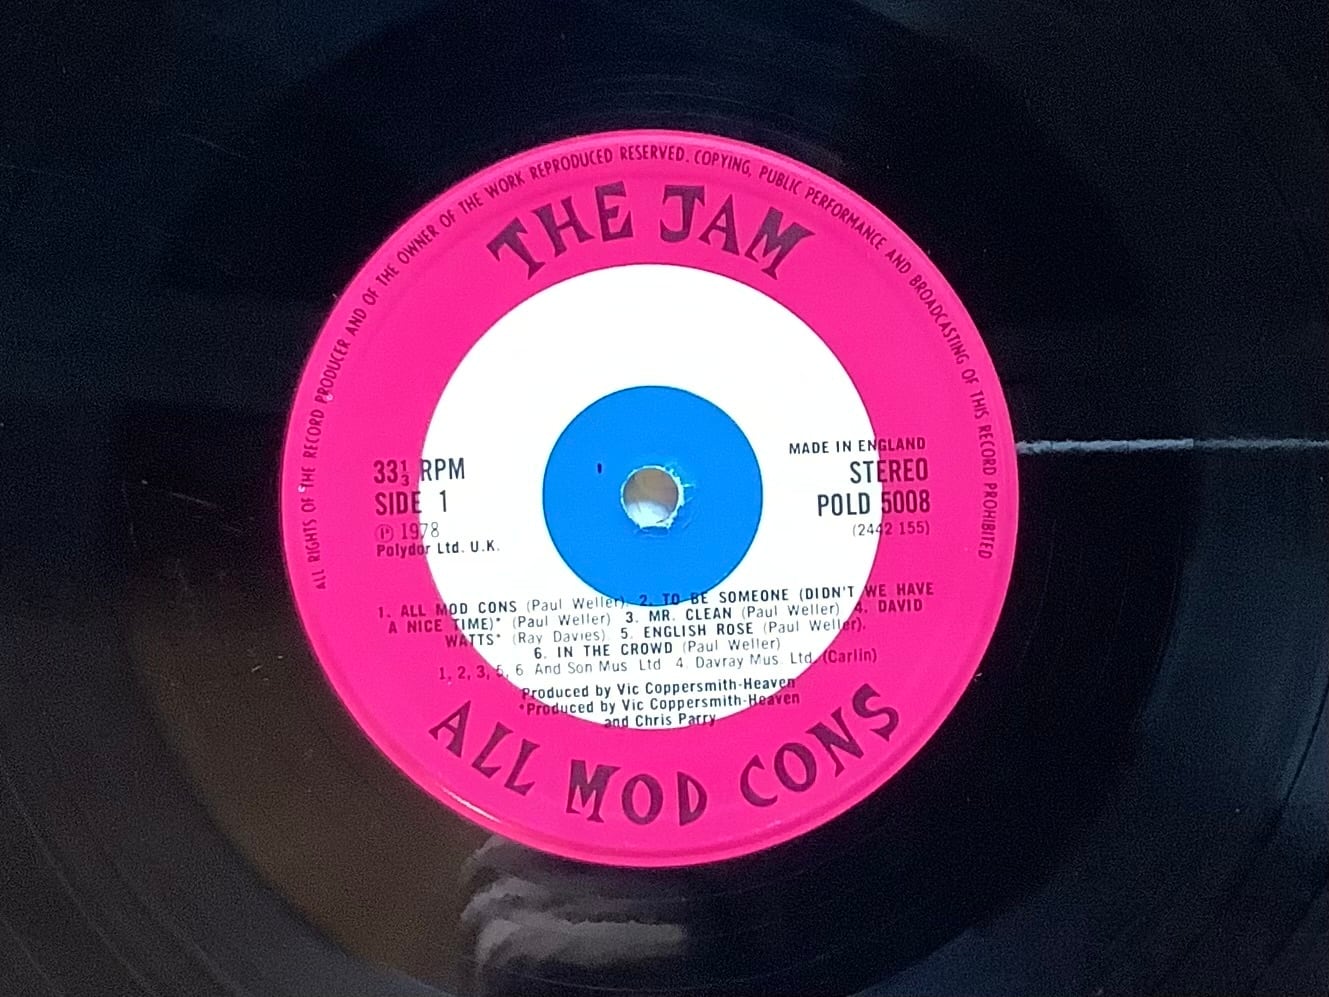 ALL RIGHTS OF THE RECORD PRODUCER AND OF THE OWNER OF THE WORK REPRODUCED RESERVED. COPYING, PUBLIC PERFORMANCE AND BROADCASTING OF THIS RECORD PROHIBITED
THE JAM
33⅓ RPM
SIDE 1
℗ 1978
Polydor Ltd. U.K.
MADE IN ENGLAND
STEREO
POLD 5008
(2442 155)
1. ALL MOD CONS (Paul Weller). 2. TO BE SOMEONE (DIDN'T WE HAVE
A NICE TIME)* (Paul Weller) 3. MR. CLEAN (Paul Weller) 4. DAVID
WATTS* (Ray Davies). 5. ENGLISH ROSE (Paul Weller).
6. IN THE CROWD (Paul Weller)
1, 2, 3, 5, 6 And Son Mus. Ltd 4. Davray Mus. Ltd. (Carlin)
Produced by Vic Coppersmith-Heaven
*Produced by Vic Coppersmith-Heaven
and Chris Parry
ALL MOD CONS